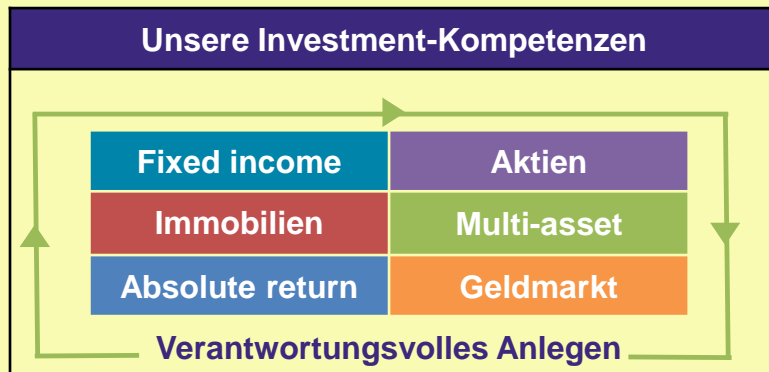 Unsere Investment-Kompetenzen
Fixed income Aktien
Immobilien Multi-asset
Absolute return Geldmarkt
Verantwortungsvolles Anlegen